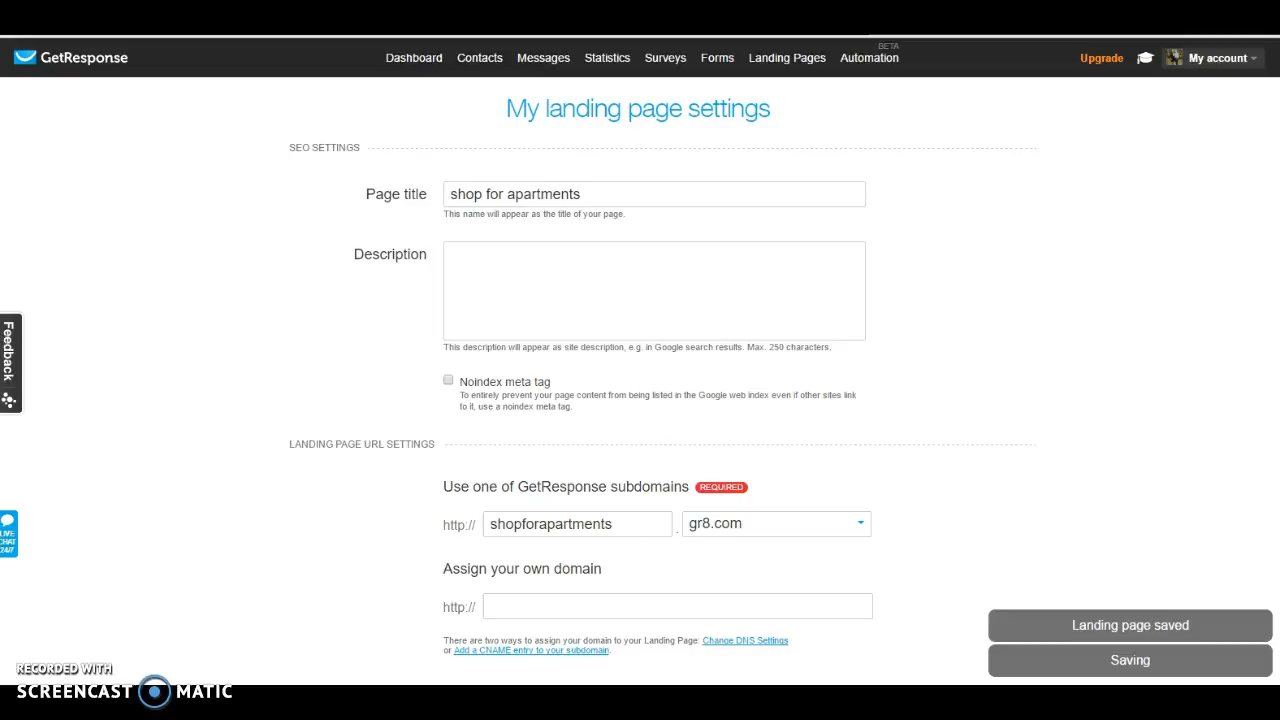 GetResponse
Dashboard Contacts Messages Statistics Surveys Forms Landing Pages Automation BETA Upgrade My account
My landing page settings
SEO SETTINGS
Page title shop for apartments
This name will appear as the title of your page.
Description
This description will appear as site description, e.g. in Google search results. Max. 250 characters.
Noindex meta tag
To entirely prevent your page content from being listed in the Google web index even if other sites link
to it, use a noindex meta tag.
Feedback
LANDING PAGE URL SETTINGS
Use one of GetResponse subdomains REQUIRED
http:// shopforapartments . gr8.com
LIVE
CHAT
24/7
Assign your own domain
http://
There are two ways to assign your domain to your Landing Page: Change DNS Settings
or Add a CNAME entry to your subdomain.
Landing page saved
Saving
RECORDED WITH
SCREENCAST MATIC